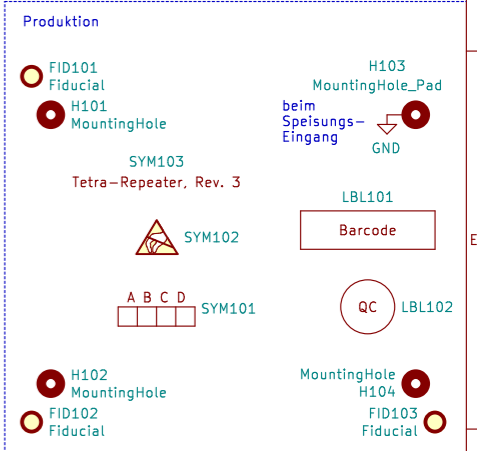 Produktion
FID101
Fiducial
H101
MountingHole
H103
MountingHole_Pad
beim
Speisungs-
Eingang
GND
SYM103
Tetra-Repeater, Rev. 3
LBL101
Barcode
SYM102
A B C D
SYM101
QC
LBL102
H102
MountingHole
FID102
Fiducial
MountingHole
H104
FID103
Fiducial
E